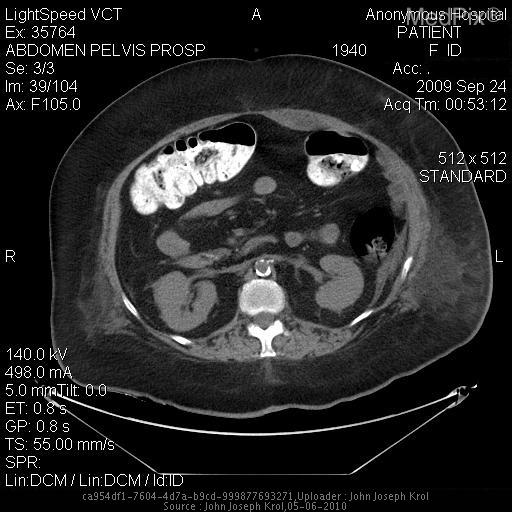 LightSpeed VCT
Ex: 35764
ABDOMEN PELVIS PROSP
Se: 3/3
Im: 39/104
Ax: F105.0
A
Anonymous Hospital
MedPix®
PATIENT
1940 F ID
Acc: .
2009 Sep 24
Acq Tm: 00:53:12
512 x 512
STANDARD
R
L
140.0 kV
498.0 mA
5.0 mmTilt: 0.0
ET: 0.8 s
GP: 0.8 s
TS: 55.00 mm/s
SPR:
Lin:DCM / Lin:DCM / Id:ID
ca954df1-7604-4d7a-b9cd-999877693271,Uploader : John Joseph Krol
Source : John Joseph Krol,05-06-2010